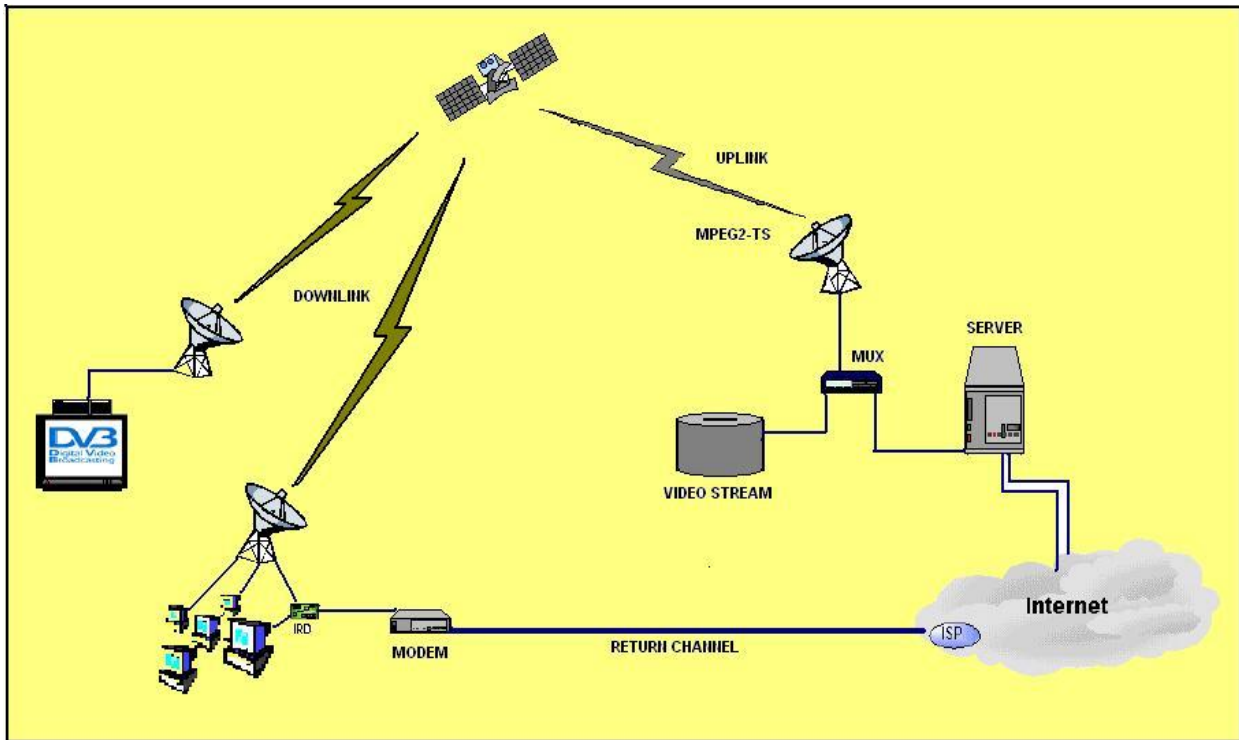 UPLINK
MPEG2-TS
DOWNLINK
SERVER
MUX
DVB
Digital Video
Broadcasting
VIDEO STREAM
Internet
IRD
ISP
MODEM
RETURN CHANNEL